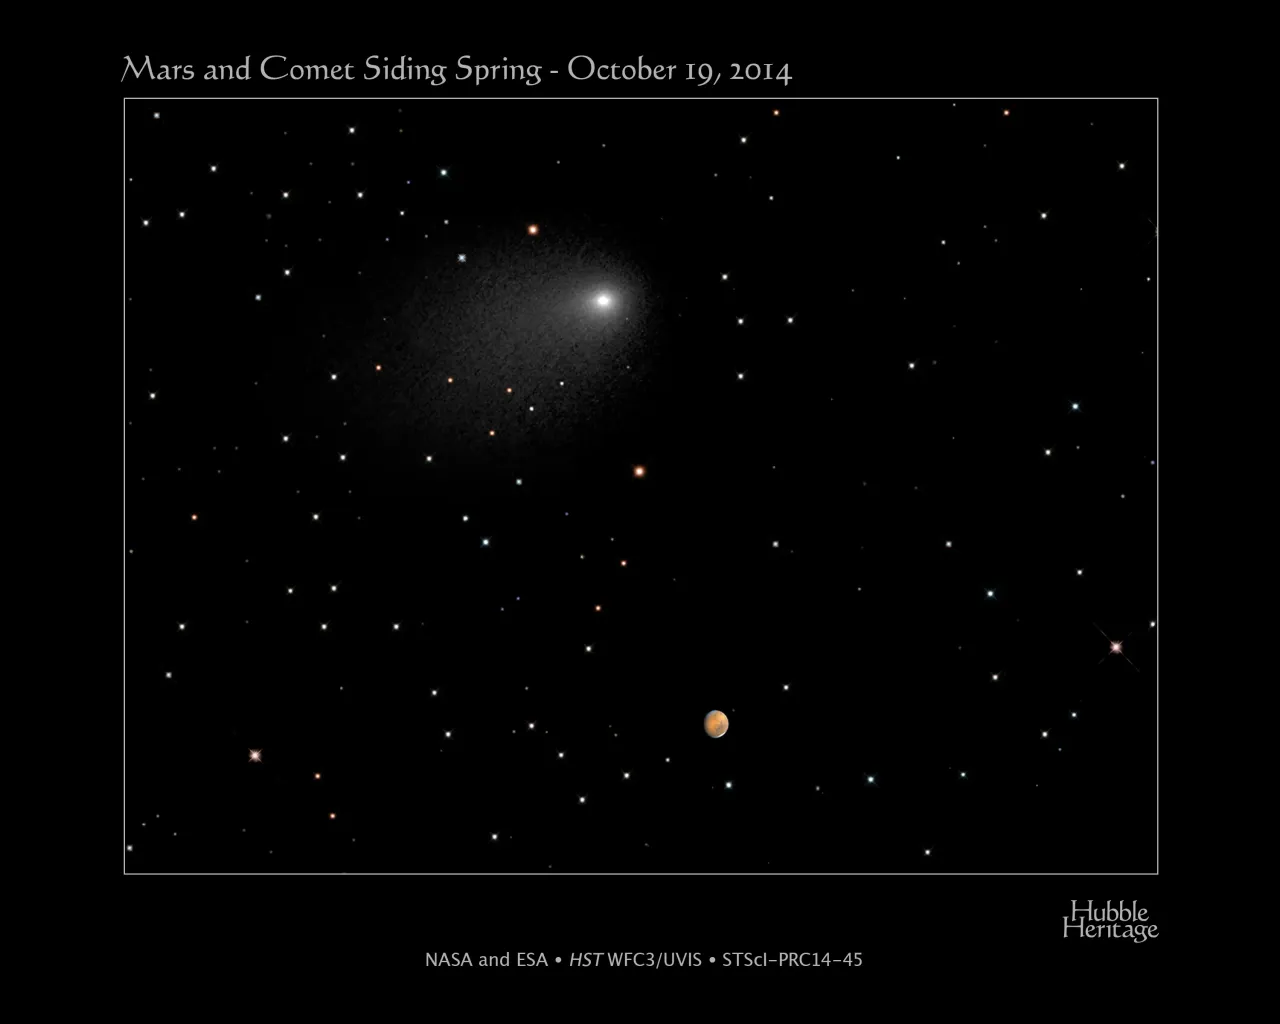 Mars and Comet Siding Spring - October 19, 2014
Hubble
Heritage
NASA and ESA • HST WFC3/UVIS • STScI-PRC14-45